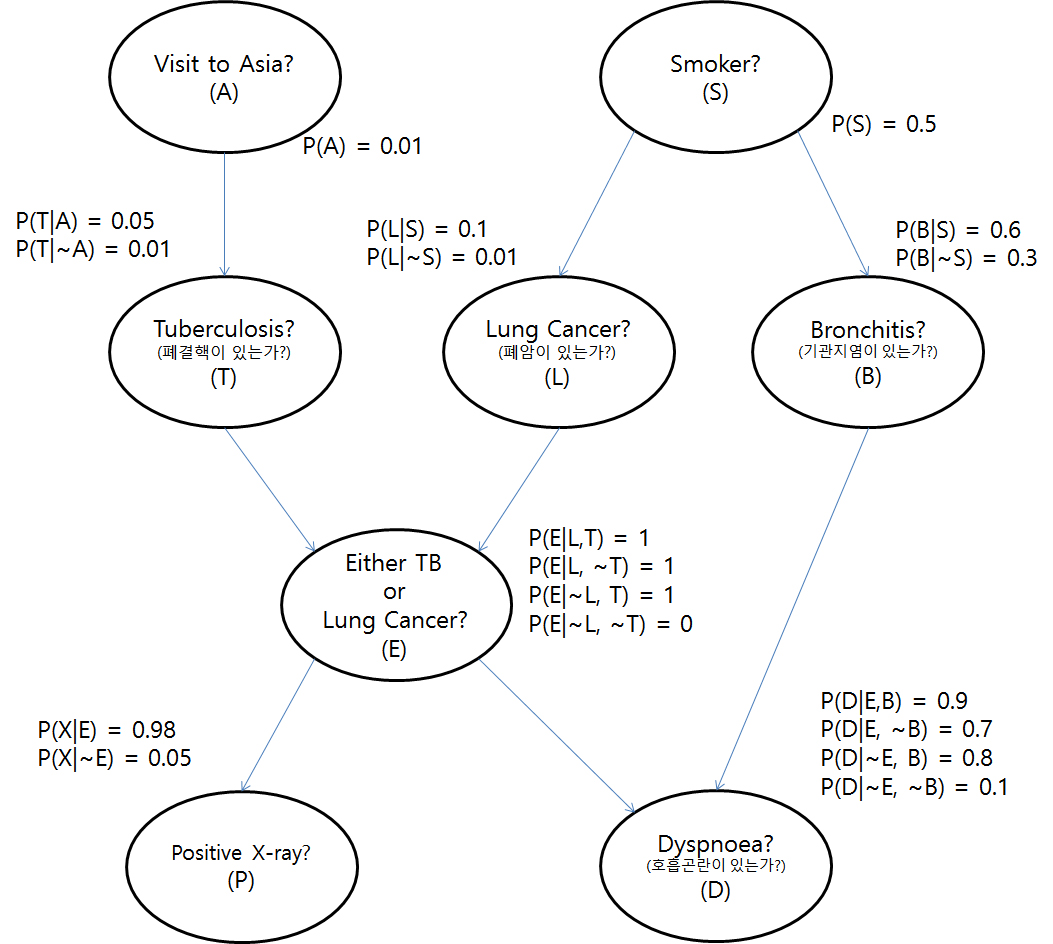 Visit to Asia?
(A)
P(A) = 0.01
Smoker?
(S)
P(S) = 0.5
P(T|A) = 0.05
P(T|~A) = 0.01
P(L|S) = 0.1
P(L|~S) = 0.01
P(B|S) = 0.6
P(B|~S) = 0.3
Tuberculosis?
(폐결핵이 있는가?)
(T)
Lung Cancer?
(폐암이 있는가?)
(L)
Bronchitis?
(기관지염이 있는가?)
(B)
Either TB
or
Lung Cancer?
(E)
P(E|L,T) = 1
P(E|L, ~T) = 1
P(E|~L, T) = 1
P(E|~L, ~T) = 0
P(X|E) = 0.98
P(X|~E) = 0.05
P(D|E,B) = 0.9
P(D|E, ~B) = 0.7
P(D|~E, B) = 0.8
P(D|~E, ~B) = 0.1
Positive X-ray?
(P)
Dyspnoea?
(호흡곤란이 있는가?)
(D)